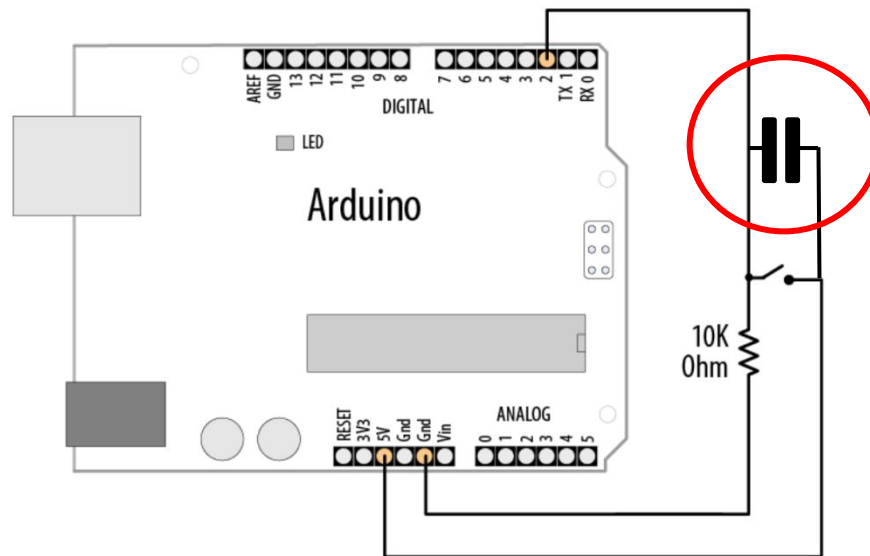 AREF
GND
13
12
11
10
9
8
7
6
5
4
3
2
TX 1
RX 0
DIGITAL
LED
Arduino
10K
Ohm
RESET
3V3
5V
Gnd
Gnd
Vin
ANALOG
0
1
2
3
4
5